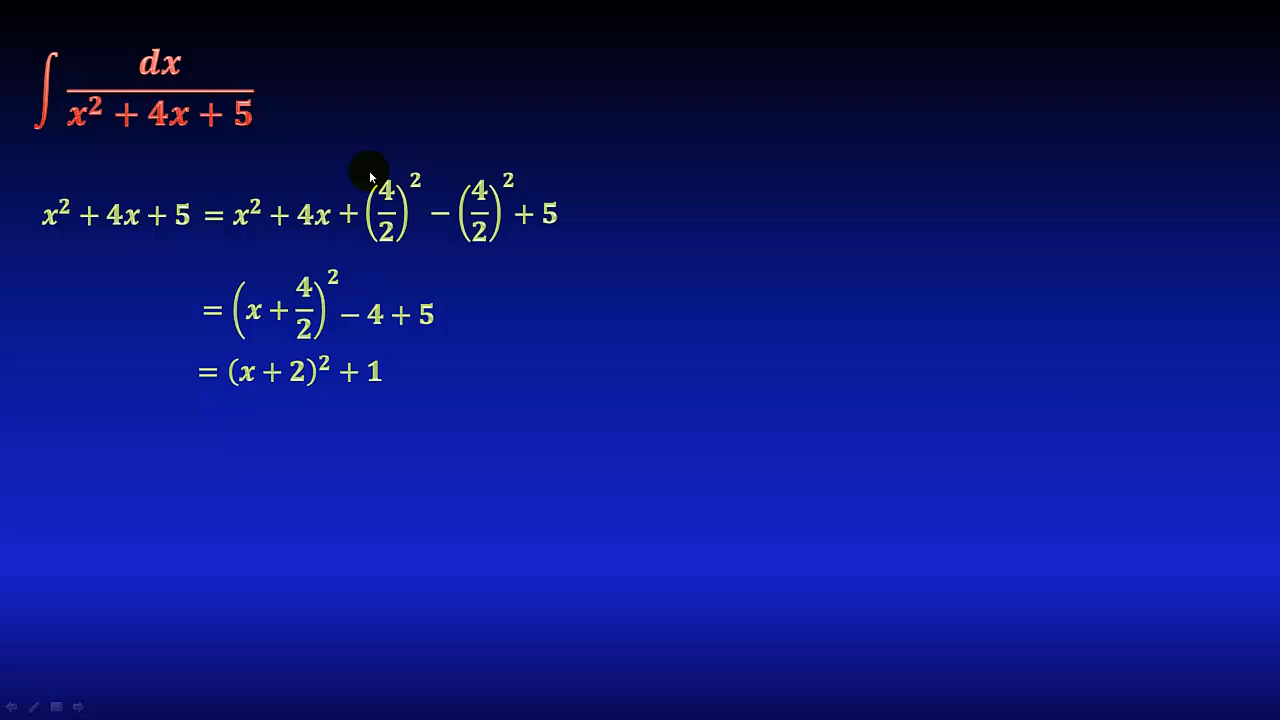 ∫ dx / (x² + 4x + 5)
x² + 4x + 5 = x² + 4x + (4/2)² − (4/2)² + 5
= (x + 4/2)² − 4 + 5
= (x + 2)² + 1